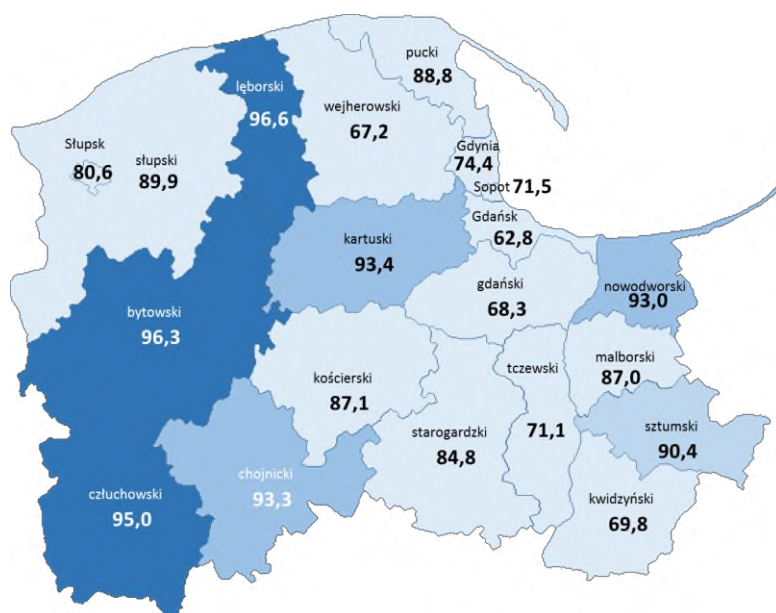 pucki
88,8
lęborski
96,6
wejherowski
67,2
Słupsk
80,6
słupski
89,9
Gdynia
74,4
Sopot 71,5
Gdańsk
62,8
kartuski
93,4
gdański
68,3
nowodworski
93,0
bytowski
96,3
kościerski
87,1
tczewski
71,1
malborski
87,0
starogardzki
84,8
sztumski
90,4
chojnicki
93,3
człuchowski
95,0
kwidzyński
69,8